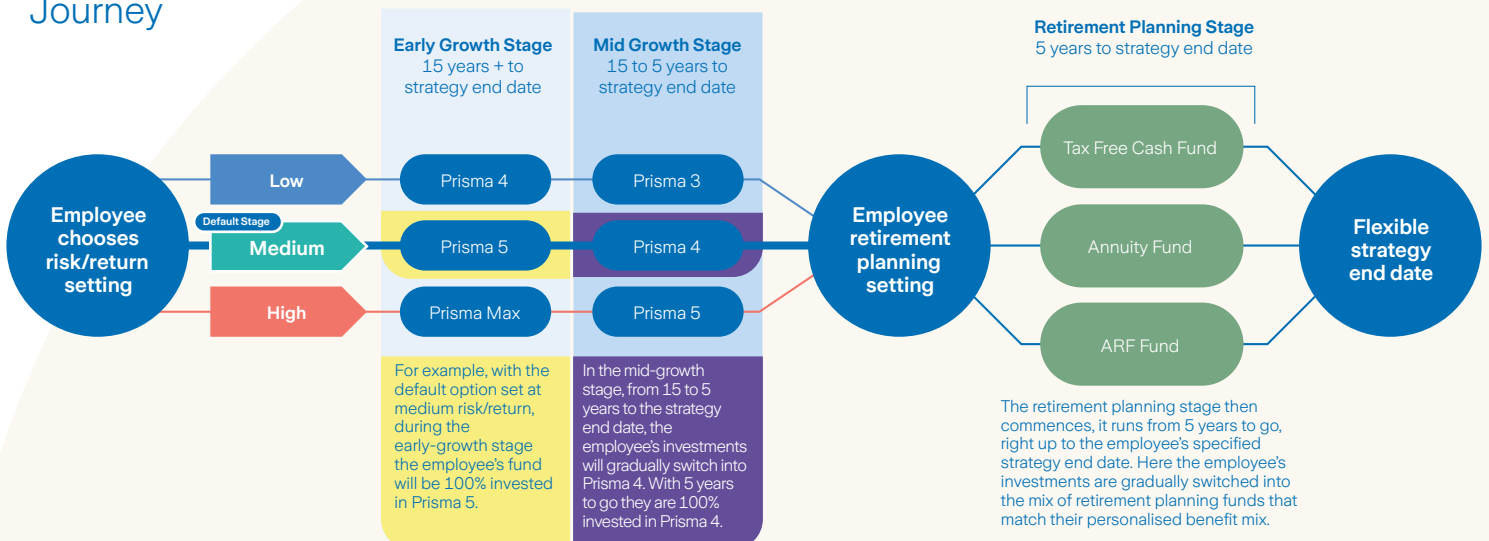 Journey
Early Growth Stage
15 years + to
strategy end date
Mid Growth Stage
15 to 5 years to
strategy end date
Retirement Planning Stage
5 years to strategy end date
Employee
chooses
risk/return
setting
Default Stage
Low
Medium
High
Prisma 4
Prisma 5
Prisma Max
Prisma 3
Prisma 4
Prisma 5
Employee
retirement
planning
setting
Tax Free Cash Fund
Annuity Fund
ARF Fund
Flexible
strategy
end date
For example, with the
default option set at
medium risk/return,
during the
early-growth stage
the employee's fund
will be 100% invested
in Prisma 5.
In the mid-growth
stage, from 15 to 5
years to the strategy
end date, the
employee's investments
will gradually switch into
Prisma 4. With 5 years
to go they are 100%
invested in Prisma 4.
The retirement planning stage then
commences, it runs from 5 years to go,
right up to the employee's specified
strategy end date. Here the employee's
investments are gradually switched into
the mix of retirement planning funds that
match their personalised benefit mix.